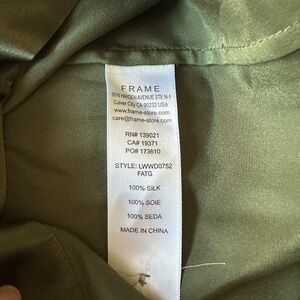 FRAME
3578 HAYDEN AVENUE STE N-1
Culver City CA 90232 USA
www.frame-store.com
care@frame-store.com
RN# 139021
CA# 19371
PO# 173610
STYLE: LWWD0752
FATG
100% SILK
100% SOIE
100% SEDA
MADE IN CHINA